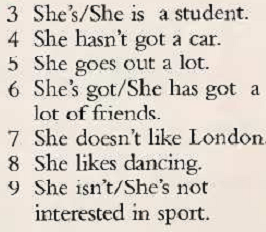 3 She's/She is a student.
4 She hasn't got a car.
5 She goes out a lot.
6 She's got/She has got a
lot of friends.
7 She doesn't like London.
8 She likes dancing.
9 She isn't/She's not
interested in sport.